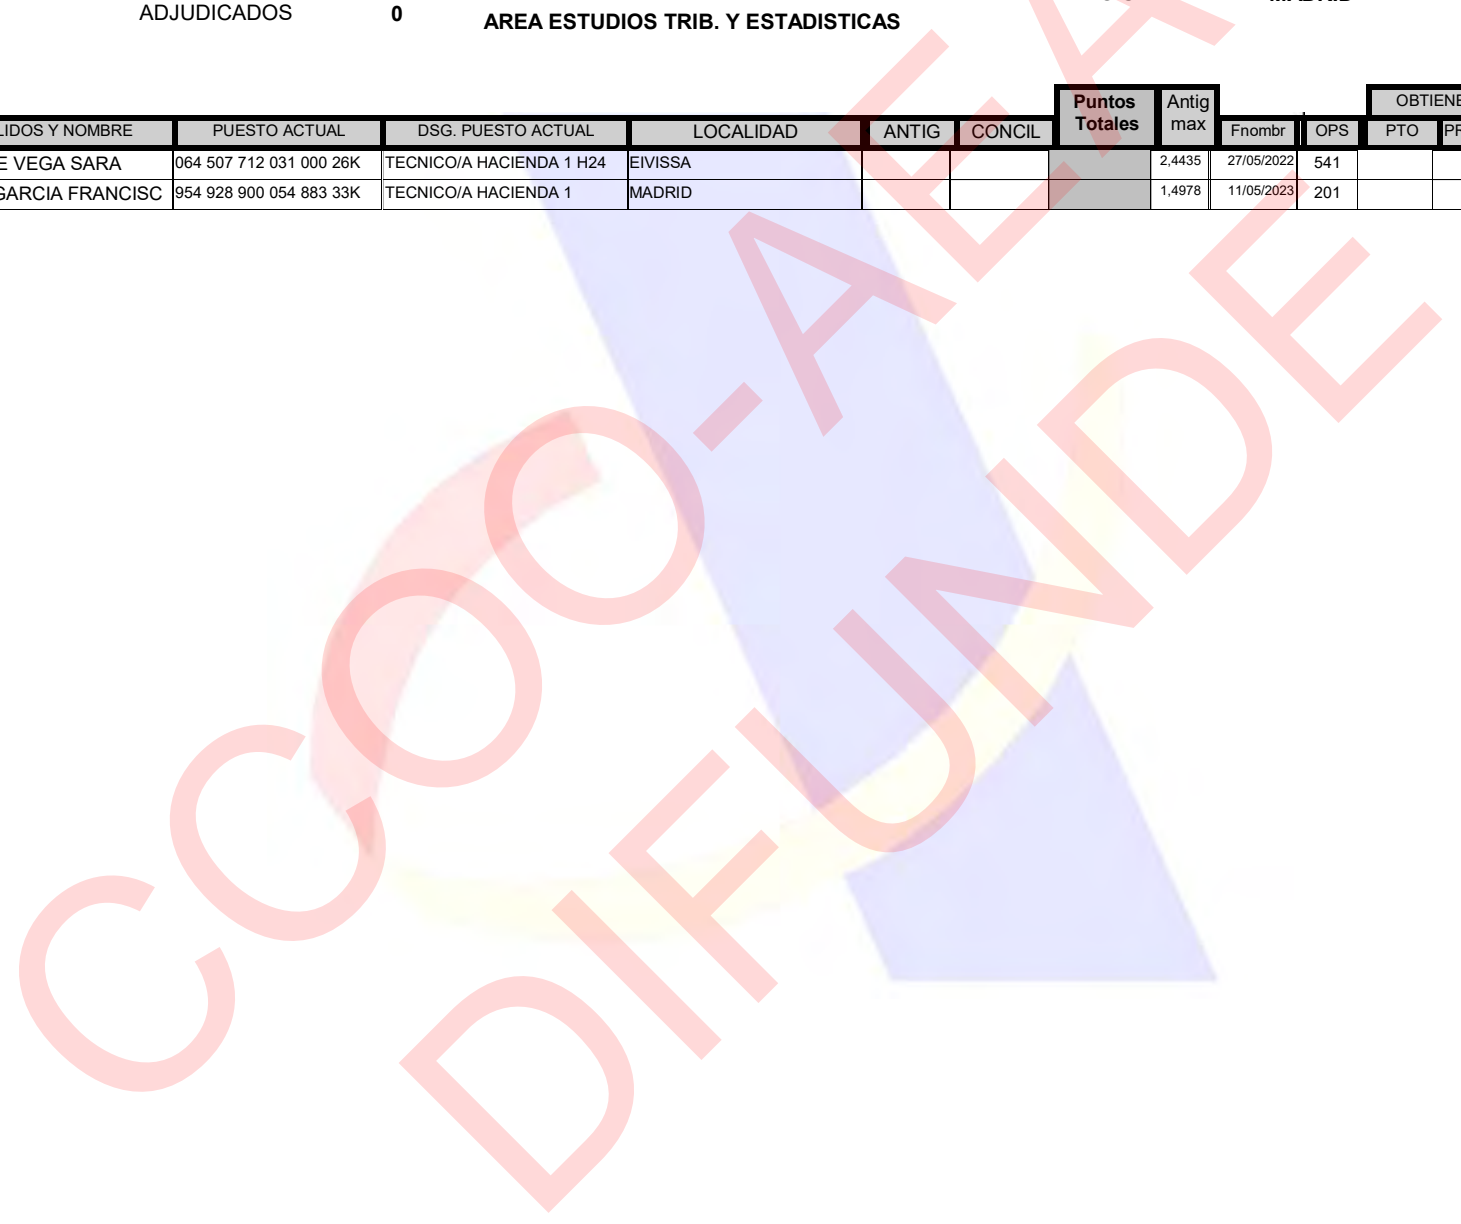 ADJUDICADOS 0 AREA ESTUDIOS TRIB. Y ESTADISTICAS
Puntos Totales Antig max OBTIENE
LIDOS Y NOMBRE PUESTO ACTUAL DSG. PUESTO ACTUAL LOCALIDAD ANTIG CONCIL Fnombr OPS PTO PR
E VEGA SARA 064 507 712 031 000 26K TECNICO/A HACIENDA 1 H24 EIVISSA 2,4435 27/05/2022 541
GARCIA FRANCISC 954 928 900 054 883 33K TECNICO/A HACIENDA 1 MADRID 1,4978 11/05/2023 201
CCOO-AEA
DIFUNDE